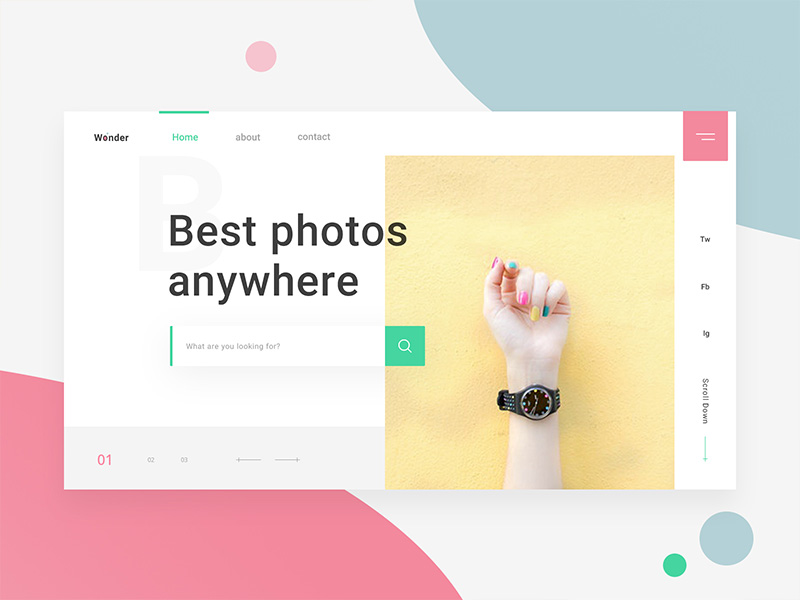 Wonder
Home
about
contact
B
Best photos
anywhere
What are you looking for?
Tw
Fb
Ig
Scroll Down
01
02
03